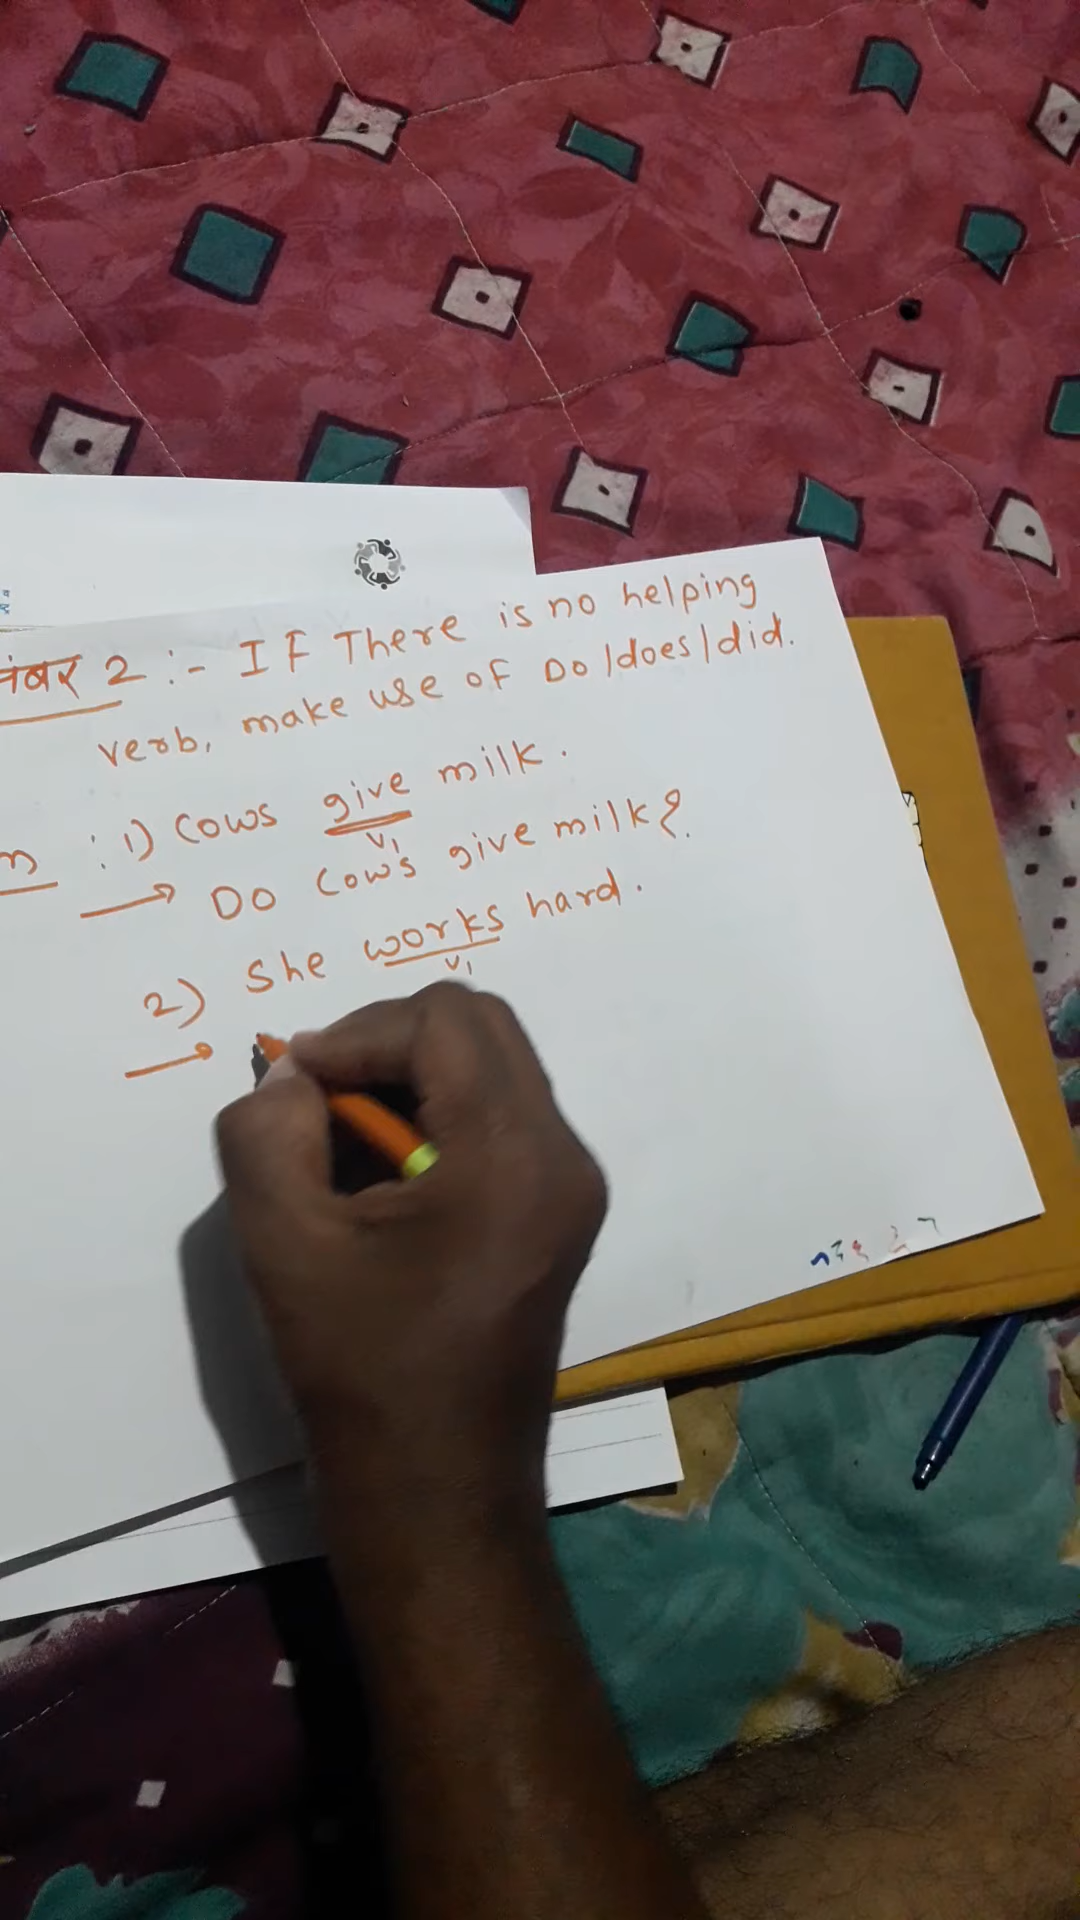 नंबर 2 :- IF There is no helping
verb, make use of Do/does/did.
:1) Cows give milk.
V1
→ Do Cows give milk?
2) She works hard.
V1
→